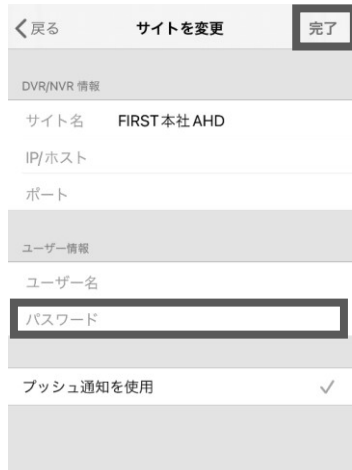 戻る サイトを変更 完了
DVR/NVR 情報
サイト名 FIRST本社AHD
IP/ホスト
ポート
ユーザー情報
ユーザー名
パスワード
プッシュ通知を使用